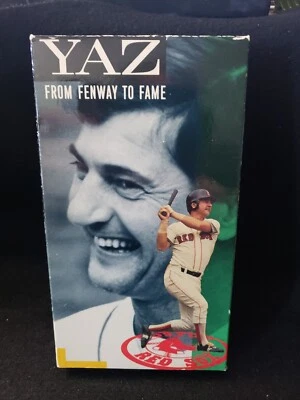 YAZ
FROM FENWAY TO FAME
RED SOX
RED SOX